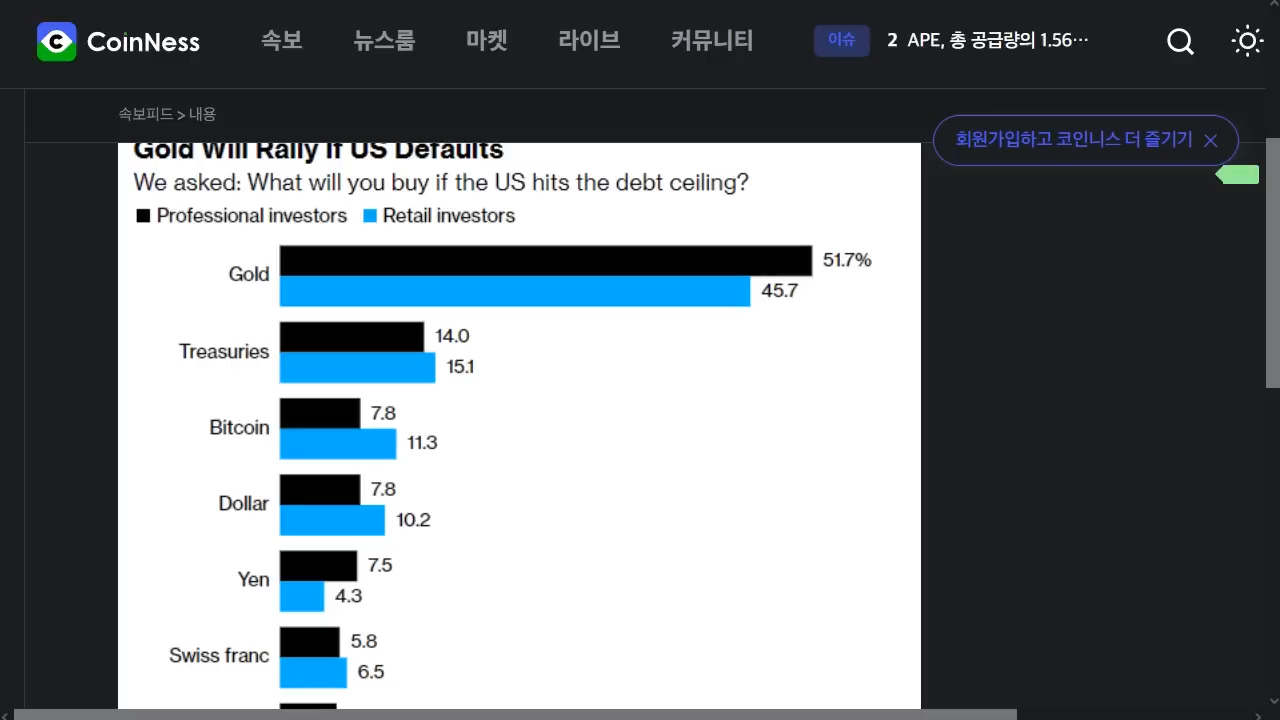 CoinNess 속보 뉴스룸 마켓 라이브 커뮤니티 이슈 2 APE, 총 공급량의 1.56…
속보피드 > 내용
회원가입하고 코인니스 더 즐기기
Gold Will Rally If US Defaults
We asked: What will you buy if the US hits the debt ceiling?
Professional investors Retail investors
Gold 51.7%
45.7
Treasuries 14.0
15.1
Bitcoin 7.8
11.3
Dollar 7.8
10.2
Yen 7.5
4.3
Swiss franc 5.8
6.5